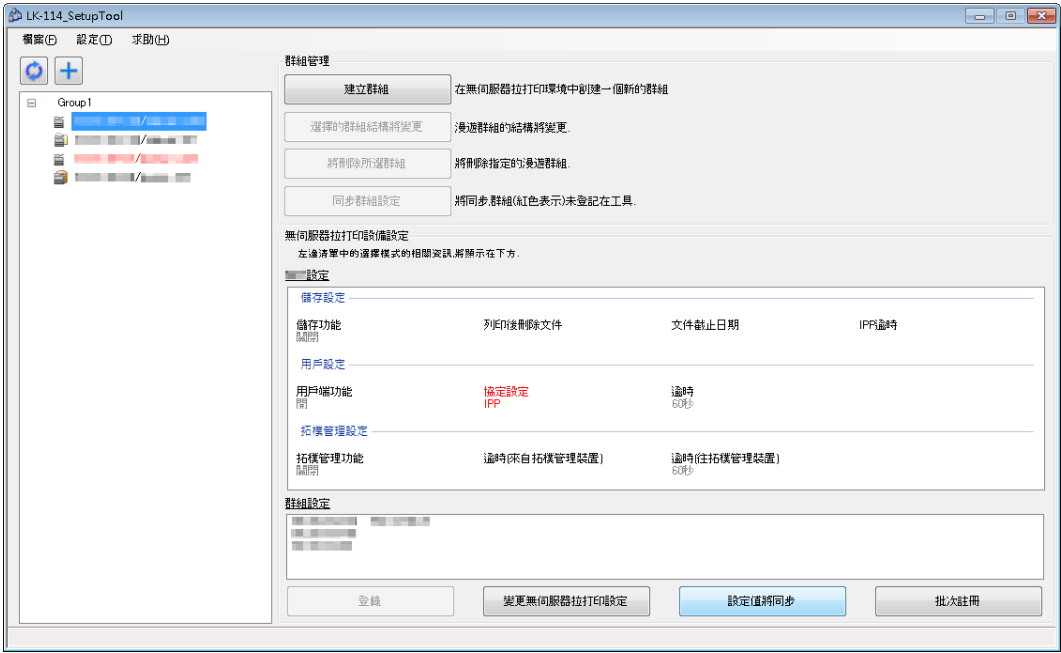 LK-114_SetupTool
檔案(F) 設定(T) 求助(H)
Group1
/
/
/
/
群組管理
建立群組 在無伺服器拉打印環境中創建一個新的群組
選擇的群組結構將變更 漫遊群組的結構將變更.
將刪除所選群組 將刪除指定的漫遊群組.
同步群組設定 將同步,群組(紅色表示)未登記在工具.
無伺服器拉打印設備設定
左邊清單中的選擇模式的相關資訊,將顯示在下方.
設定
儲存設定
儲存功能 列印後刪除文件 文件截止日期 IPP逾時
關閉
用戶設定
用戶端功能 協定設定 逾時
開 IPP 60秒
拓樸管理設定
拓樸管理功能 逾時(來自拓樸管理裝置) 逾時(往拓樸管理裝置)
關閉 60秒
群組設定
登錄 變更無伺服器拉打印設定 設定值將同步 批次註冊